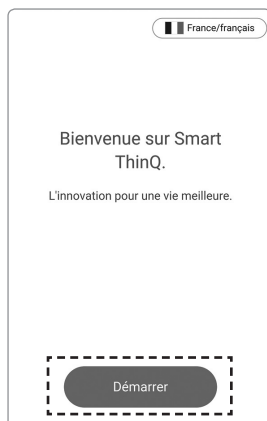 France/français
Bienvenue sur Smart
ThinQ.
L'innovation pour une vie meilleure.
Démarrer